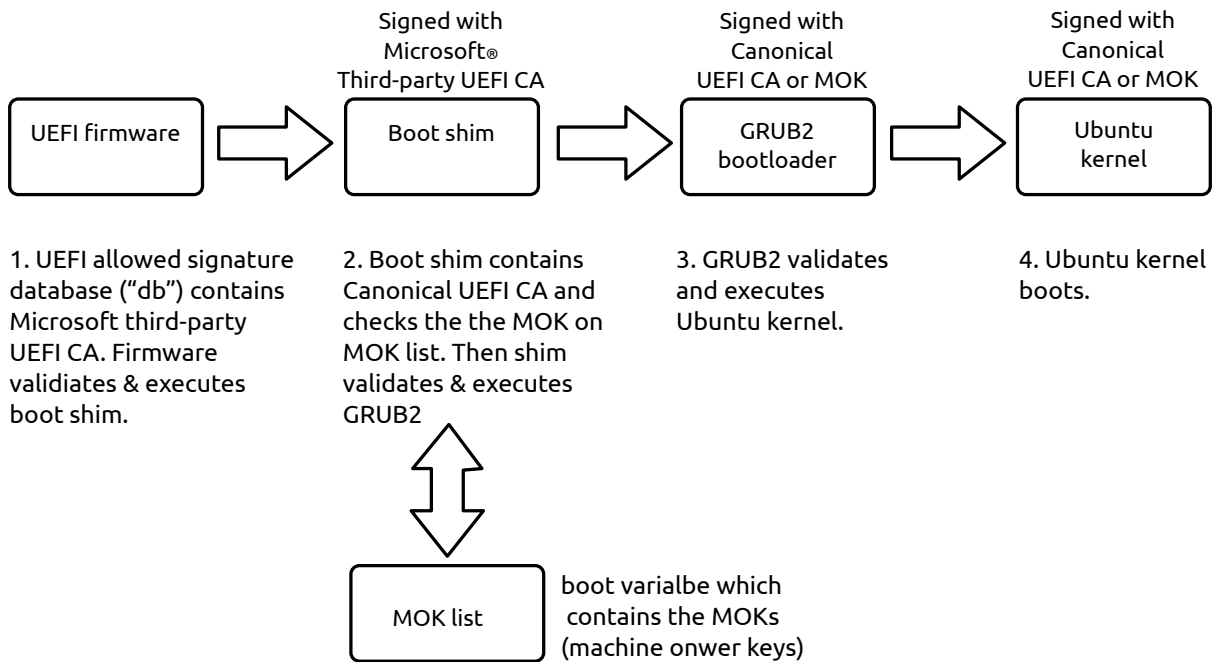 Signed with
Microsoft®
Third-party UEFI CA
Signed with
Canonical
UEFI CA or MOK
Signed with
Canonical
UEFI CA or MOK
UEFI firmware
Boot shim
GRUB2
bootloader
Ubuntu
kernel
1. UEFI allowed signature
database (“db”) contains
Microsoft third-party
UEFI CA. Firmware
validiates & executes
boot shim.
2. Boot shim contains
Canonical UEFI CA and
checks the the MOK on
MOK list. Then shim
validates & executes
GRUB2
3. GRUB2 validates
and executes
Ubuntu kernel.
4. Ubuntu kernel
boots.
MOK list
boot varialbe which
contains the MOKs
(machine onwer keys)